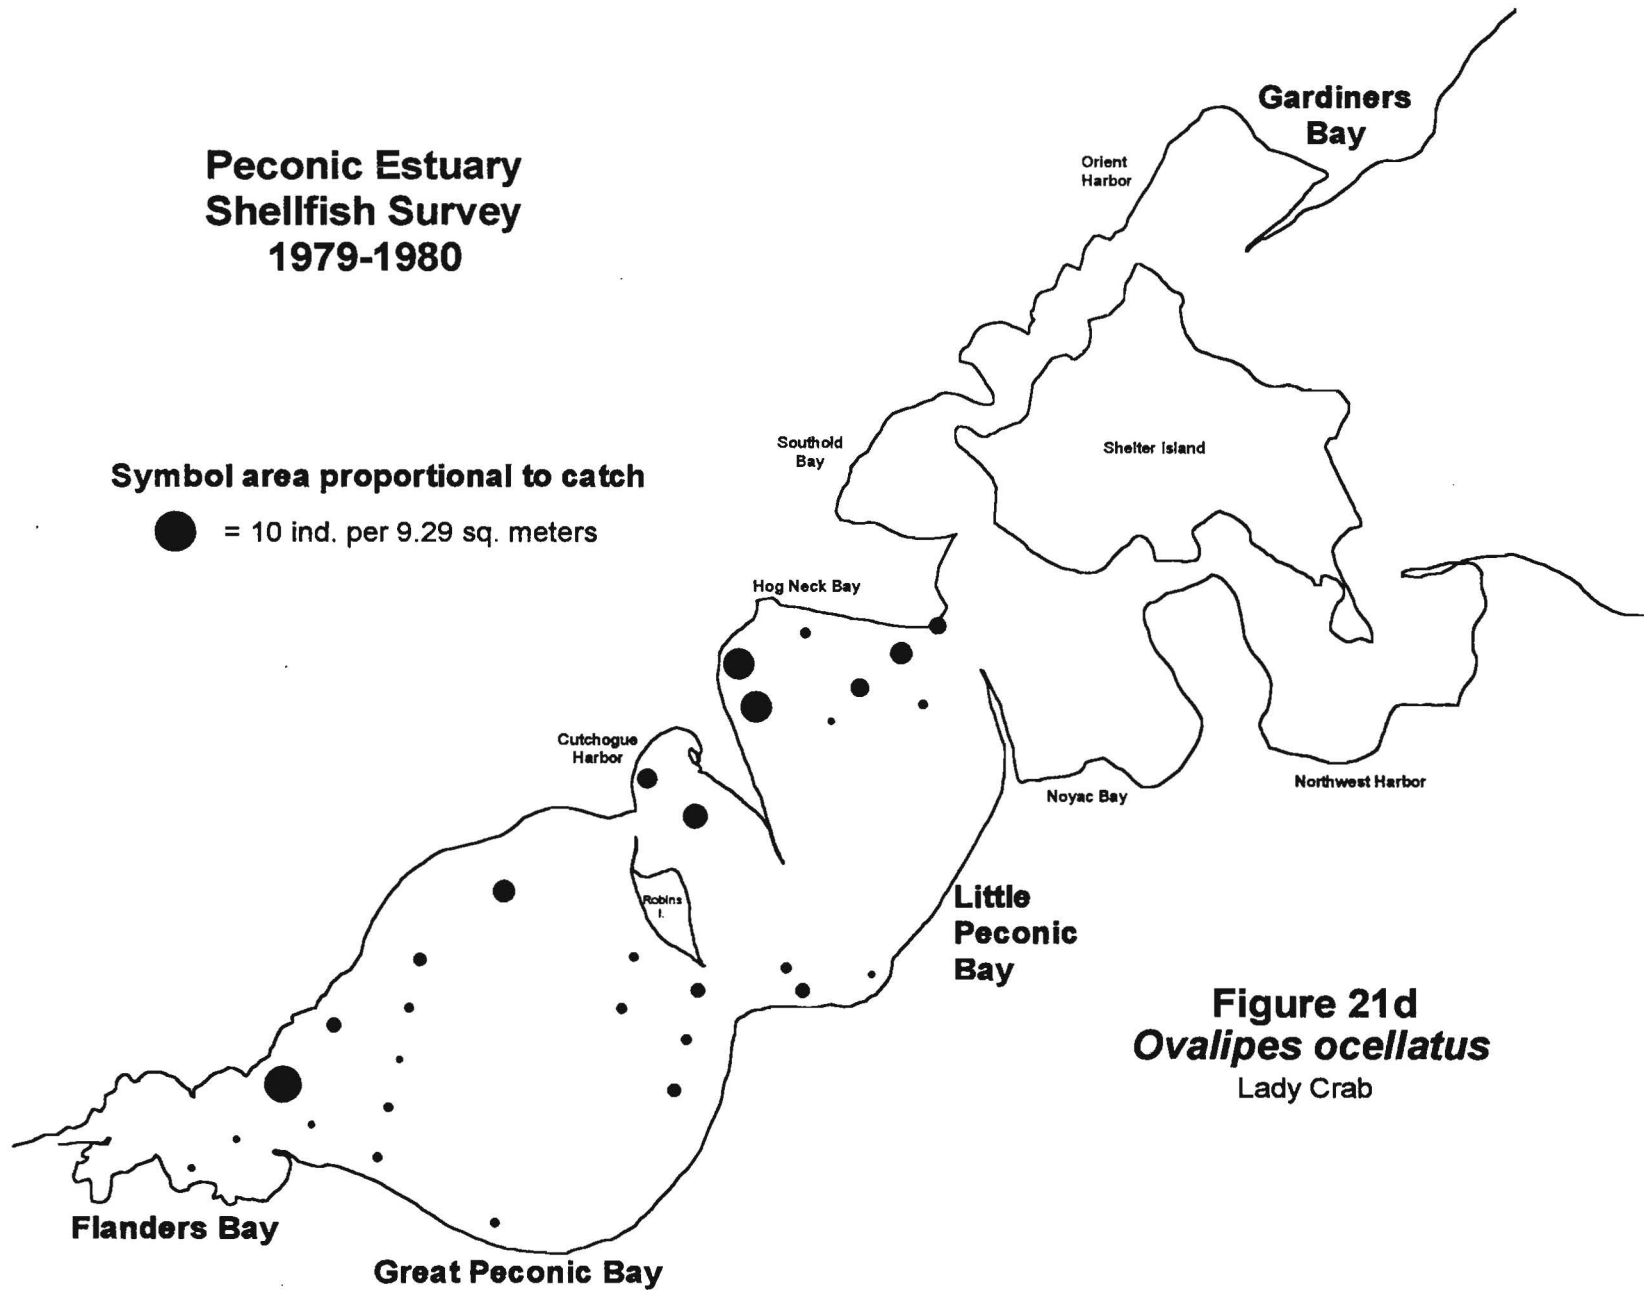 Peconic Estuary
Shellfish Survey
1979-1980
Gardiners
Bay
Orient
Harbor
Southold
Bay
Shelter Island
Symbol area proportional to catch
= 10 ind. per 9.29 sq. meters
Hog Neck Bay
Cutchogue
Harbor
Noyac Bay
Northwest Harbor
Robins
I.
Little
Peconic
Bay
Figure 21d
Ovalipes ocellatus
Lady Crab
Flanders Bay
Great Peconic Bay